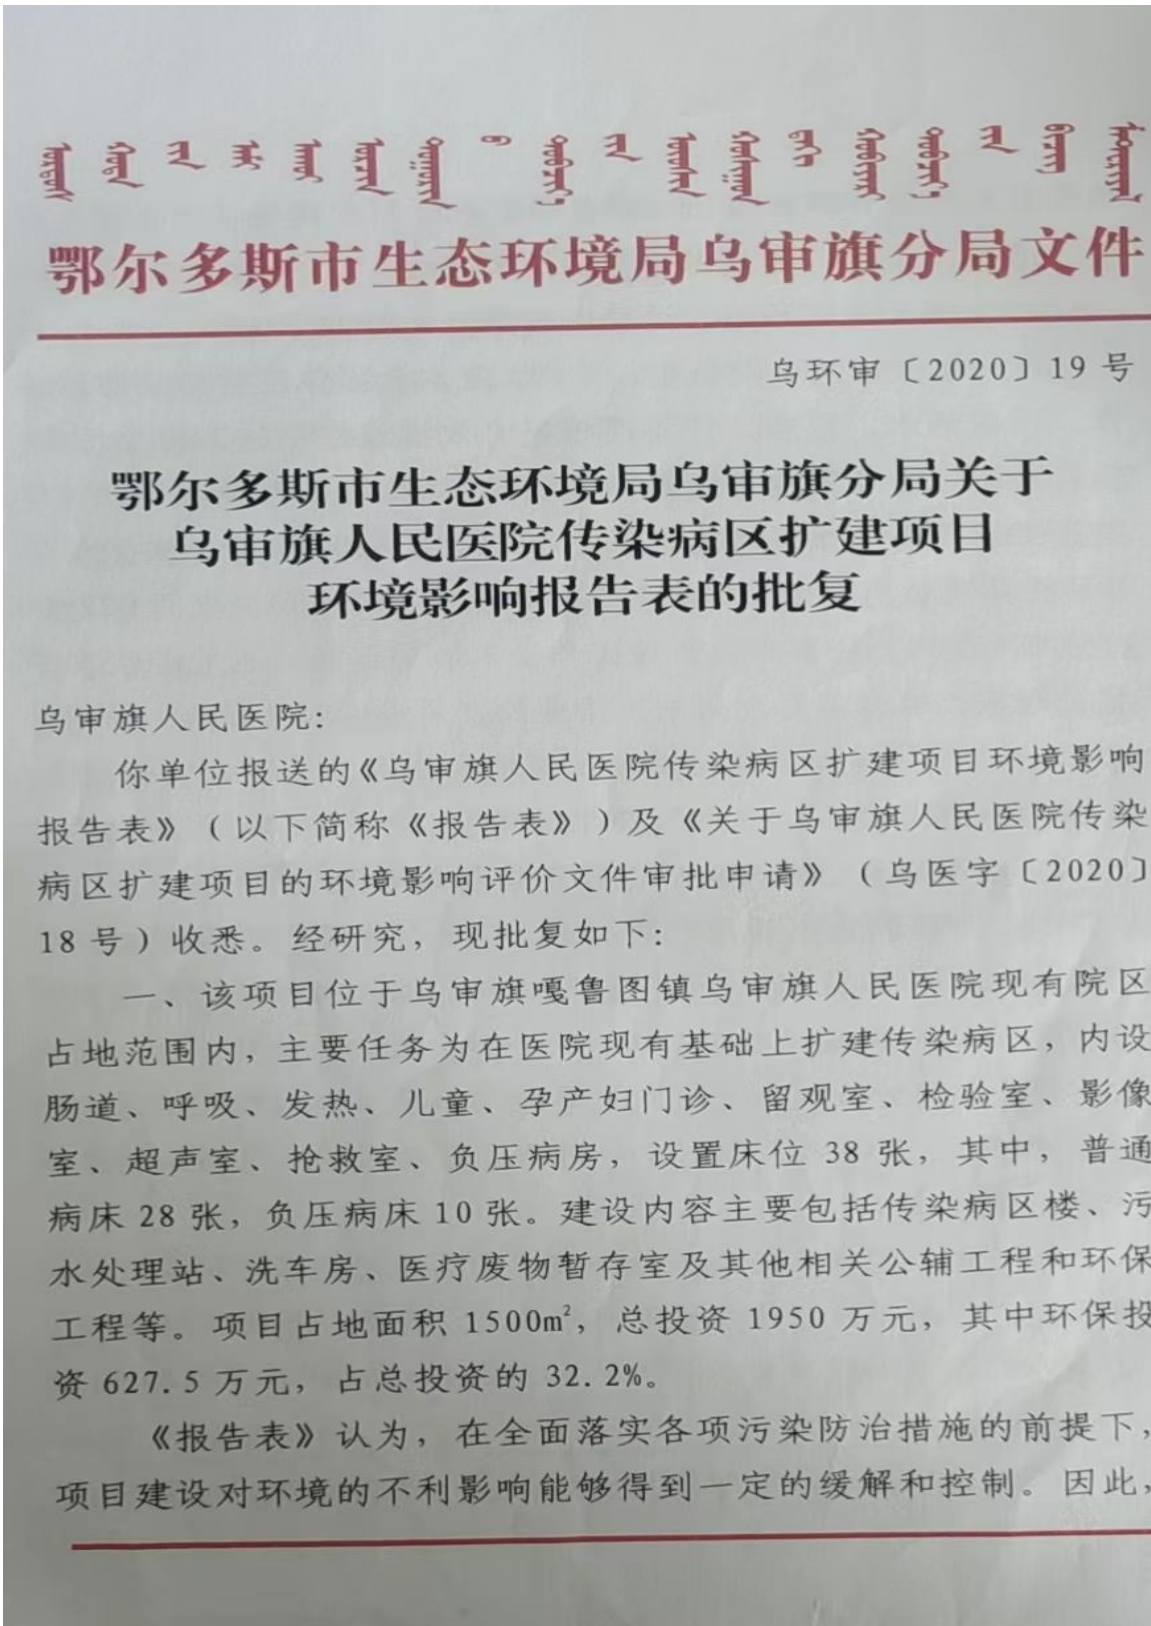 鄂尔多斯市生态环境局乌审旗分局文件
乌环审〔2020〕19号
鄂尔多斯市生态环境局乌审旗分局关于
乌审旗人民医院传染病区扩建项目
环境影响报告表的批复
乌审旗人民医院:
你单位报送的《乌审旗人民医院传染病区扩建项目环境影响
报告表》（以下简称《报告表》）及《关于乌审旗人民医院传染
病区扩建项目的环境影响评价文件审批申请》（乌医字〔2020〕
18号）收悉。经研究，现批复如下:
一、该项目位于乌审旗嘎鲁图镇乌审旗人民医院现有院区
占地范围内，主要任务为在医院现有基础上扩建传染病区，内设
肠道、呼吸、发热、儿童、孕产妇门诊、留观室、检验室、影像
室、超声室、抢救室、负压病房，设置床位38张，其中，普通
病床28张，负压病床10张。建设内容主要包括传染病区楼、污
水处理站、洗车房、医疗废物暂存室及其他相关公辅工程和环保
工程等。项目占地面积1500m²，总投资1950万元，其中环保投
资627.5万元，占总投资的32.2%。
《报告表》认为，在全面落实各项污染防治措施的前提下，
项目建设对环境的不利影响能够得到一定的缓解和控制。因此，